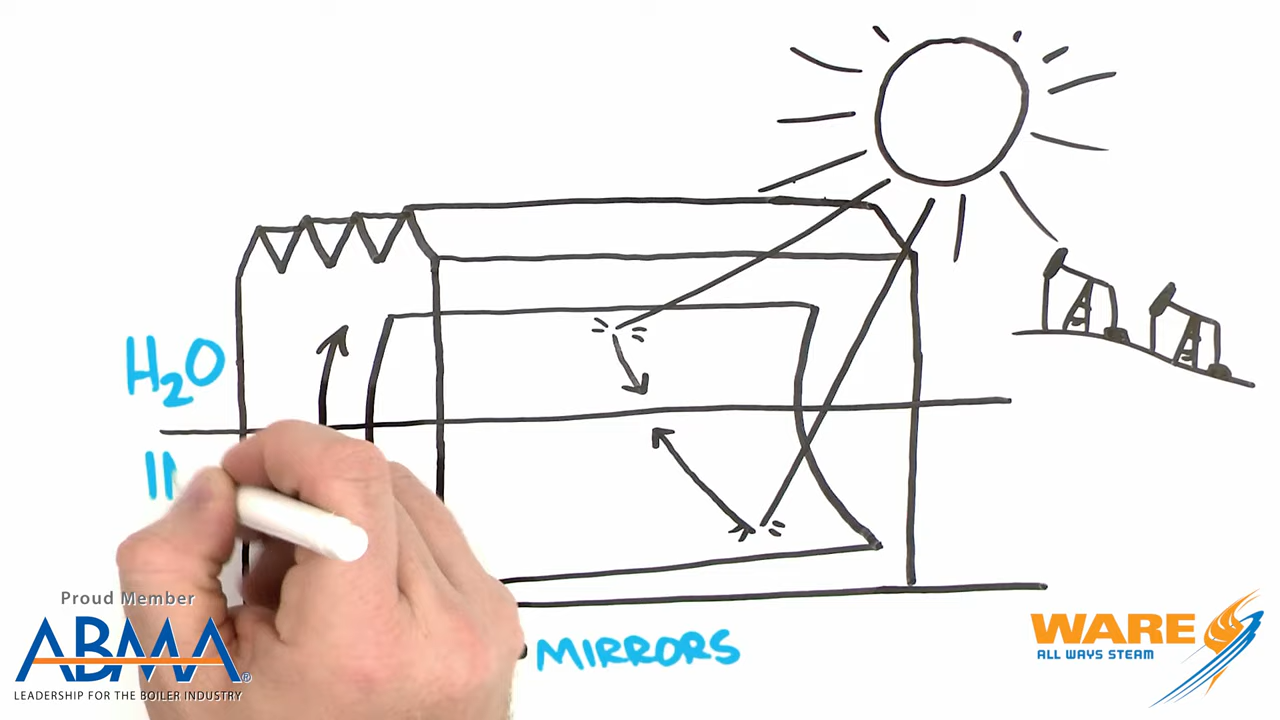 H₂O
MIRRORS
Proud Member
ABMA®
LEADERSHIP FOR THE BOILER INDUSTRY
WARE
ALL WAYS STEAM